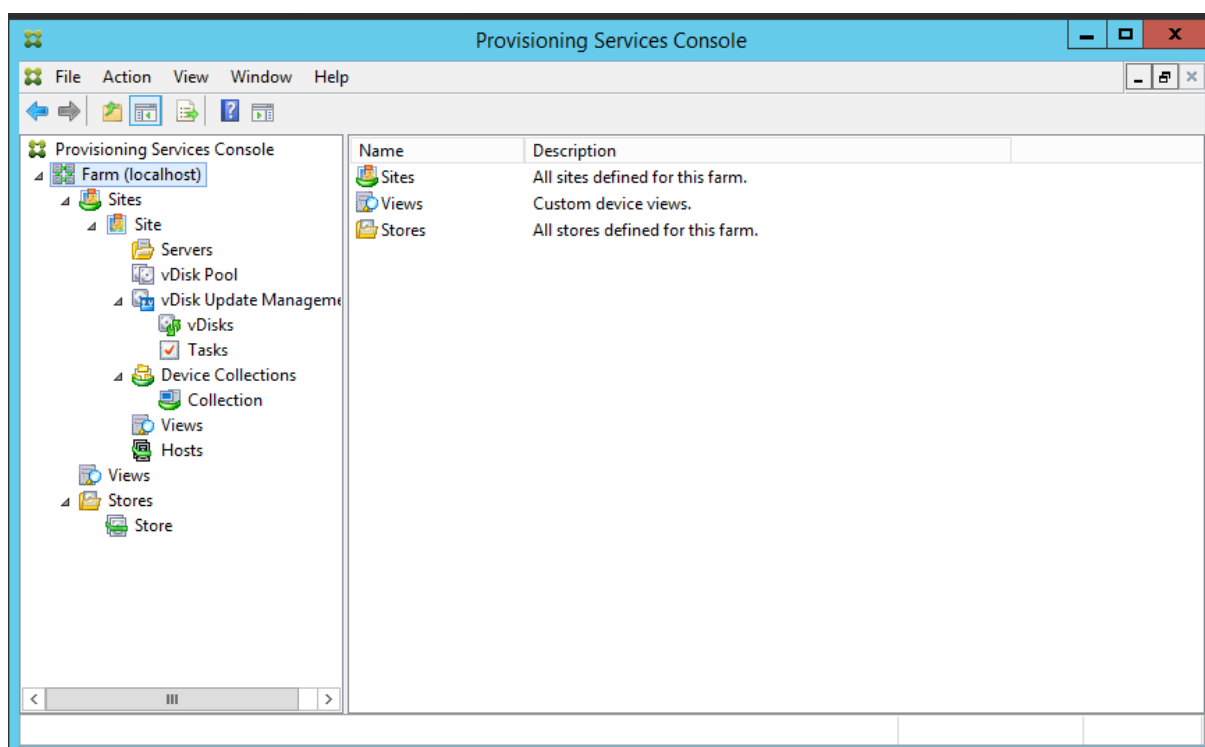 Provisioning Services Console
File Action View Window Help
Provisioning Services Console
Farm (localhost)
Sites
Site
Servers
vDisk Pool
vDisk Update Manageme
vDisks
Tasks
Device Collections
Collection
Views
Hosts
Views
Stores
Store
Name Description
Sites All sites defined for this farm.
Views Custom device views.
Stores All stores defined for this farm.